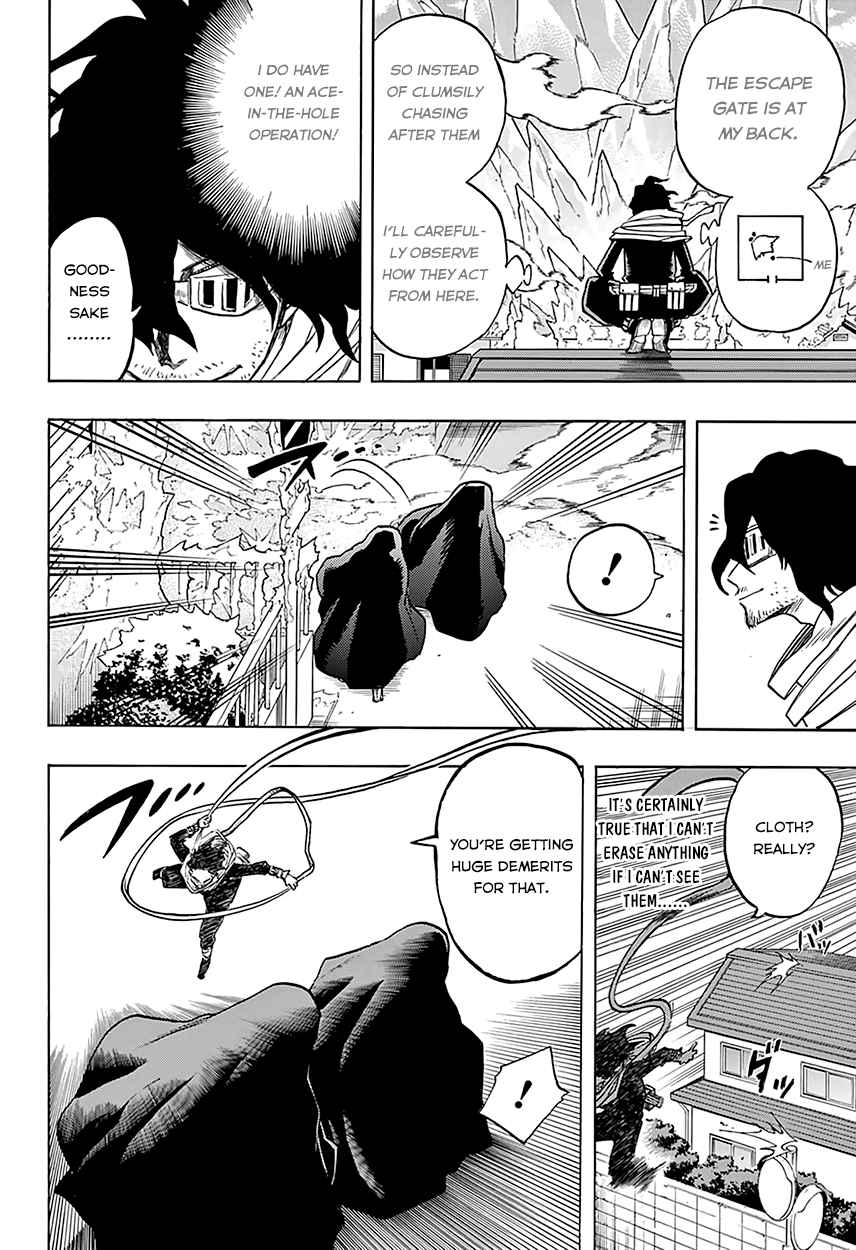 THE ESCAPE
GATE IS AT
MY BACK.
ME
SO INSTEAD
OF CLUMSILY
CHASING
AFTER THEM
I'LL CAREFUL-
LY OBSERVE
HOW THEY ACT
FROM HERE.
I DO HAVE
ONE! AN ACE-
IN-THE-HOLE
OPERATION!
GOOD-
NESS
SAKE
........
!
CLOTH?
REALLY?
IT'S CERTAINLY
TRUE THAT I CAN'T
ERASE ANYTHING
IF I CAN'T SEE
THEM......
YOU'RE GETTING
HUGE DEMERITS
FOR THAT.
!